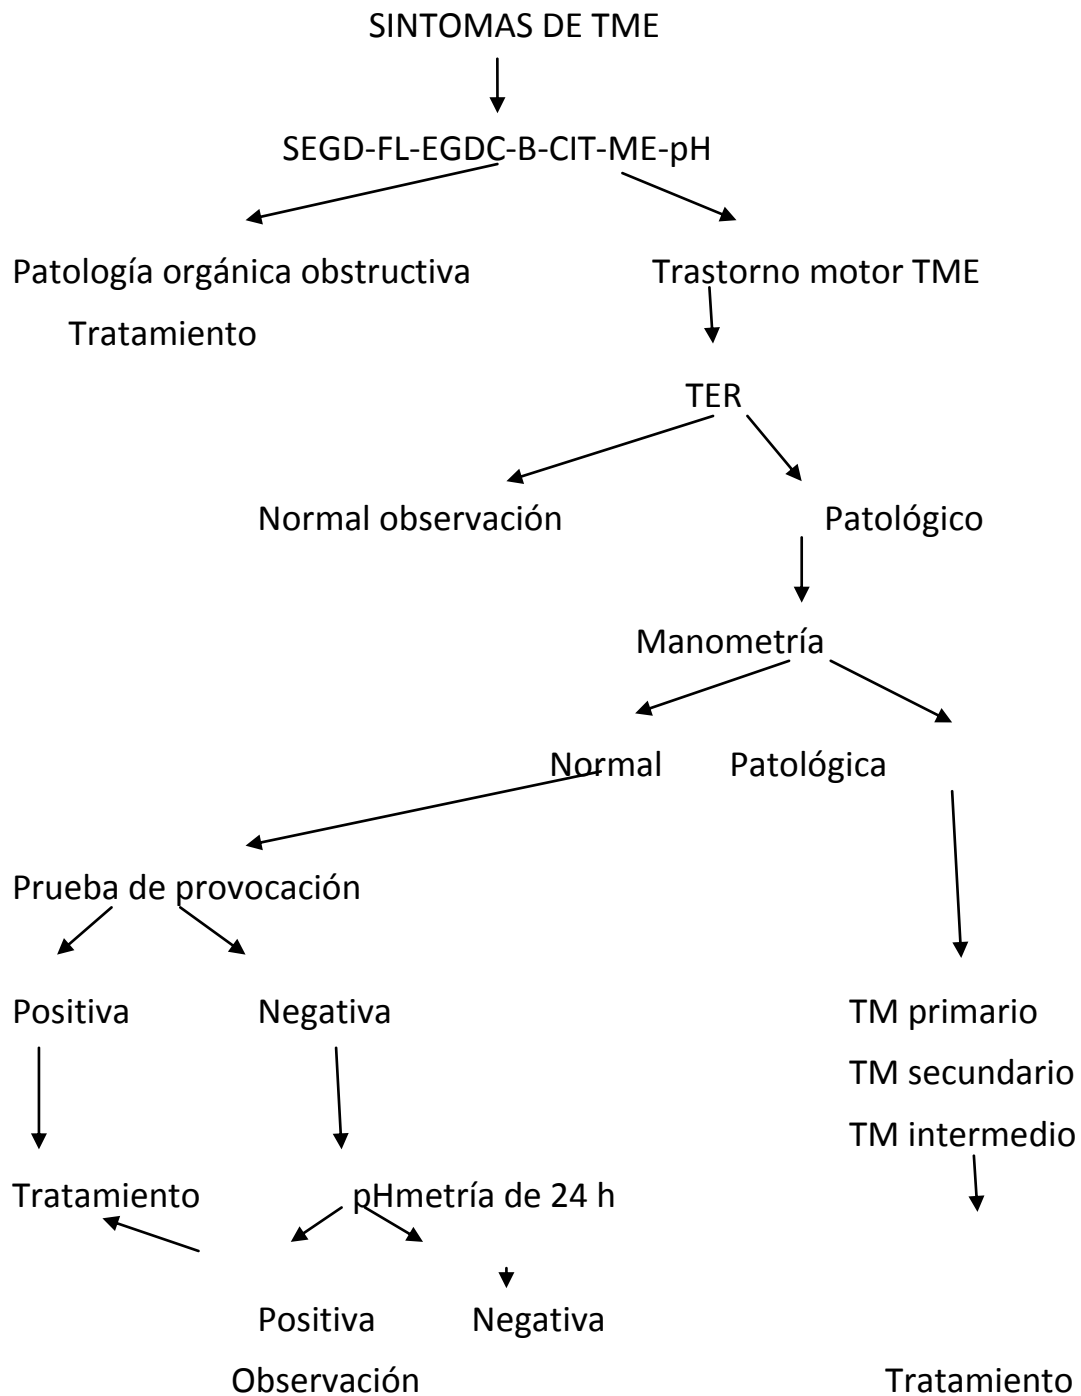 SINTOMAS DE TME
SEGD-FL-EGDC-B-CIT-ME-pH
Patología orgánica obstructiva Trastorno motor TME
Tratamiento
TER
Normal observación Patológico
Manometría
Normal Patológica
Prueba de provocación
Positiva Negativa TM primario
TM secundario
TM intermedio
Tratamiento pHmetría de 24 h
Positiva Negativa
Observación Tratamiento